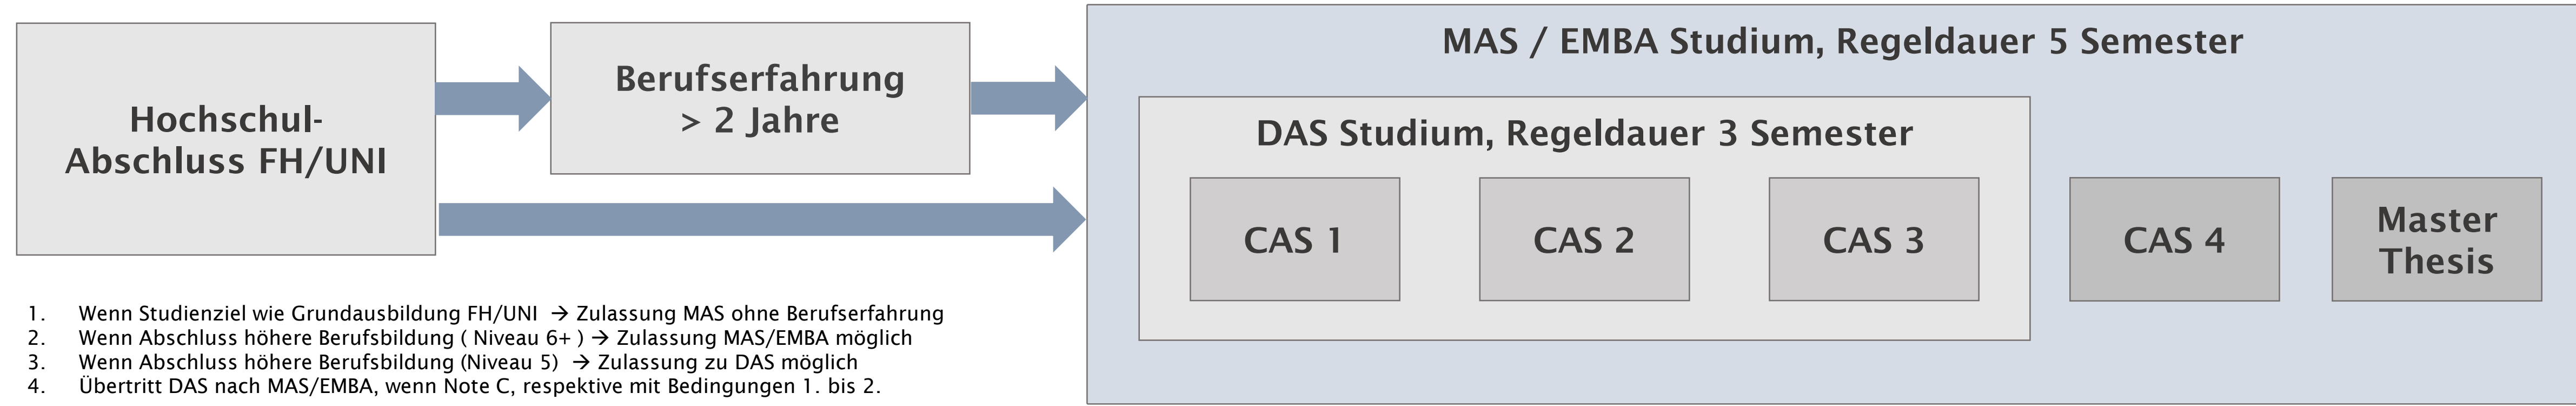 Hochschul-
Abschluss FH/UNI
Berufserfahrung
> 2 Jahre
MAS / EMBA Studium, Regeldauer 5 Semester
DAS Studium, Regeldauer 3 Semester
CAS 1
CAS 2
CAS 3
CAS 4
Master
Thesis
1. Wenn Studienziel wie Grundausbildung FH/UNI → Zulassung MAS ohne Berufserfahrung
2. Wenn Abschluss höhere Berufsbildung ( Niveau 6+ ) → Zulassung MAS/EMBA möglich
3. Wenn Abschluss höhere Berufsbildung (Niveau 5) → Zulassung zu DAS möglich
4. Übertritt DAS nach MAS/EMBA, wenn Note C, respektive mit Bedingungen 1. bis 2.